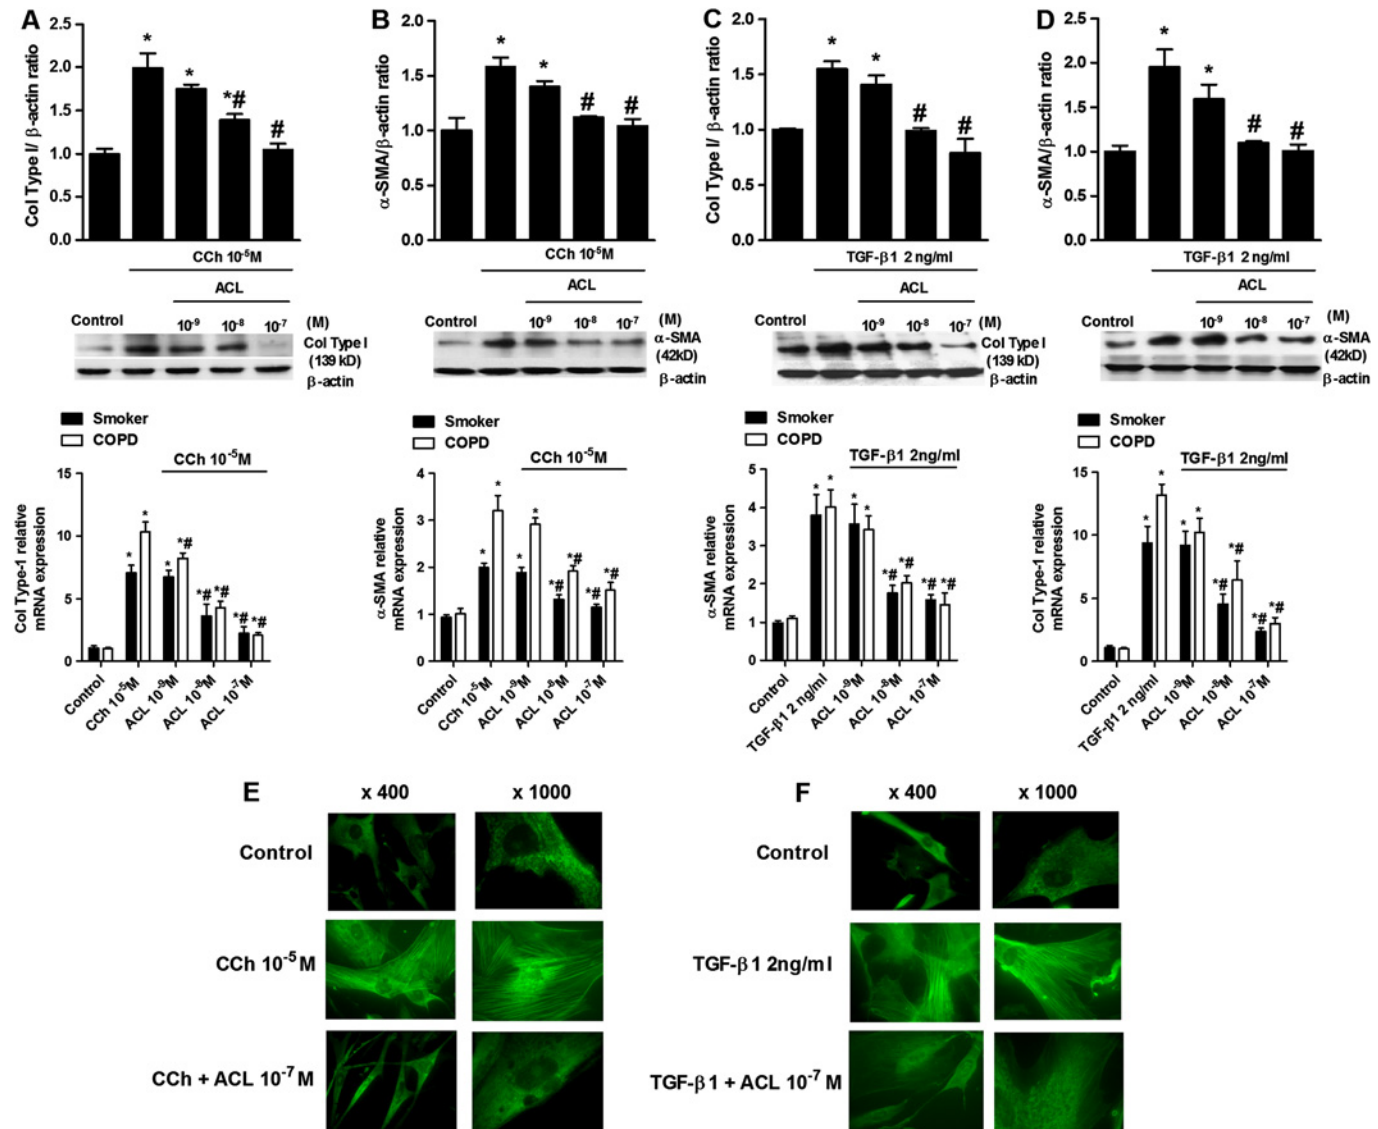 A
Col Type I/ β-actin ratio
2.5
2.0
1.5
1.0
0.5
0.0
*
*
*#
#
CCh 10⁻⁵M
ACL
Control
10⁻⁹
10⁻⁸
10⁻⁷
(M)
Col Type I
(139 kD)
β-actin
B
α-SMA/β-actin ratio
2.0
1.5
1.0
0.5
0.0
*
*
#
#
CCh 10⁻⁵M
ACL
Control
10⁻⁹
10⁻⁸
10⁻⁷
(M)
α-SMA
(42kD)
β-actin
C
Col Type I/ β-actin ratio
2.0
1.5
1.0
0.5
0.0
*
*
#
#
TGF-β1 2ng/ml
ACL
Control
10⁻⁹
10⁻⁸
10⁻⁷
(M)
Col Type I
(139 kD)
β-actin
D
α-SMA/β-actin ratio
2.5
2.0
1.5
1.0
0.5
0.0
*
*
#
#
TGF-β1 2ng/ml
ACL
Control
10⁻⁹
10⁻⁸
10⁻⁷
(M)
α-SMA
(42kD)
β-actin
Smoker
COPD
CCh 10⁻⁵M
Col Type-1 relative
mRNA expression
15
10
5
0
*
*
*
*#
*#
*#
*#
*#
Control
CCh 10⁻⁵M
ACL 10⁻⁹M
ACL 10⁻⁸M
ACL 10⁻⁷M
Smoker
COPD
CCh 10⁻⁵M
α-SMA relative
mRNA expression
4
3
2
1
0
*
*
*
*
*#
*#
*#
*#
Control
CCh 10⁻⁵M
ACL 10⁻⁹M
ACL 10⁻⁸M
ACL 10⁻⁷M
Smoker
COPD
TGF-β1 2ng/ml
α-SMA relative
mRNA expression
5
4
3
2
1
0
*
*
*
*
*#
*#
*#
*#
Control
TGF-β1 2 ng/ml
ACL 10⁻⁹M
ACL 10⁻⁸M
ACL 10⁻⁷M
Smoker
COPD
TGF-β1 2ng/ml
Col Type-1 relative
mRNA expression
15
10
5
0
*
*
*
*
*#
*#
*#
*#
Control
TGF-β1 2 ng/ml
ACL 10⁻⁹M
ACL 10⁻⁸M
ACL 10⁻⁷M
E
x 400
x 1000
Control
CCh 10⁻⁵M
CCh + ACL 10⁻⁷M
F
x 400
x 1000
Control
TGF-β1 2ng/ml
TGF-β1 + ACL 10⁻⁷ M